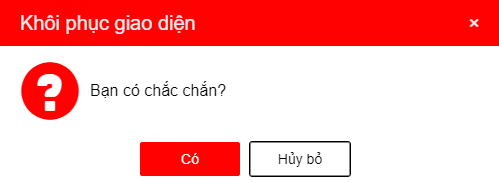 Khôi phục giao diện
×
Bạn có chắc chắn?
Có
Hủy bỏ